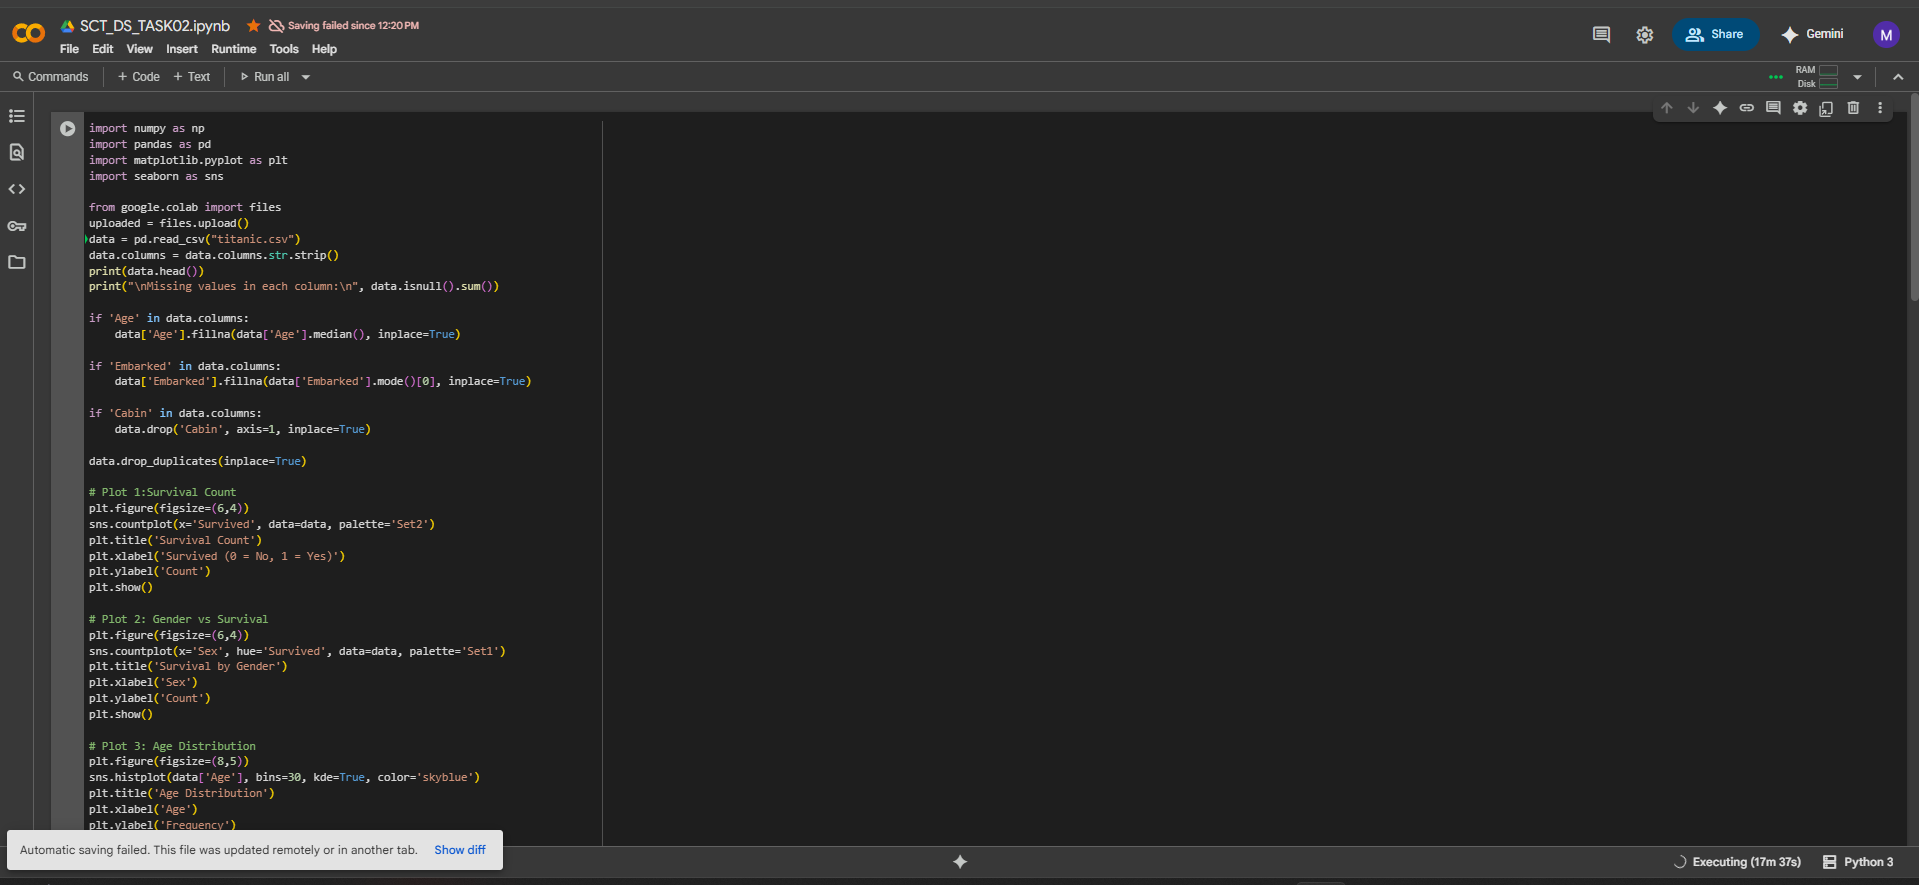 SCT_DS_TASK02.ipynb
Saving failed since 12:20 PM
File Edit View Insert Runtime Tools Help
Share
Gemini
M
Commands + Code + Text Run all
RAM
Disk
import numpy as np
import pandas as pd
import matplotlib.pyplot as plt
import seaborn as sns
from google.colab import files
uploaded = files.upload()
data = pd.read_csv("titanic.csv")
data.columns = data.columns.str.strip()
print(data.head())
print("\nMissing values in each column:\n", data.isnull().sum())
if 'Age' in data.columns:
    data['Age'].fillna(data['Age'].median(), inplace=True)
if 'Embarked' in data.columns:
    data['Embarked'].fillna(data['Embarked'].mode()[0], inplace=True)
if 'Cabin' in data.columns:
    data.drop('Cabin', axis=1, inplace=True)
data.drop_duplicates(inplace=True)
# Plot 1:Survival Count
plt.figure(figsize=(6,4))
sns.countplot(x='Survived', data=data, palette='Set2')
plt.title('Survival Count')
plt.xlabel('Survived (0 = No, 1 = Yes)')
plt.ylabel('Count')
plt.show()
# Plot 2: Gender vs Survival
plt.figure(figsize=(6,4))
sns.countplot(x='Sex', hue='Survived', data=data, palette='Set1')
plt.title('Survival by Gender')
plt.xlabel('Sex')
plt.ylabel('Count')
plt.show()
# Plot 3: Age Distribution
plt.figure(figsize=(8,5))
sns.histplot(data['Age'], bins=30, kde=True, color='skyblue')
plt.title('Age Distribution')
plt.xlabel('Age')
plt.ylabel('Frequency')
Automatic saving failed. This file was updated remotely or in another tab. Show diff
Executing (17m 37s) Python 3